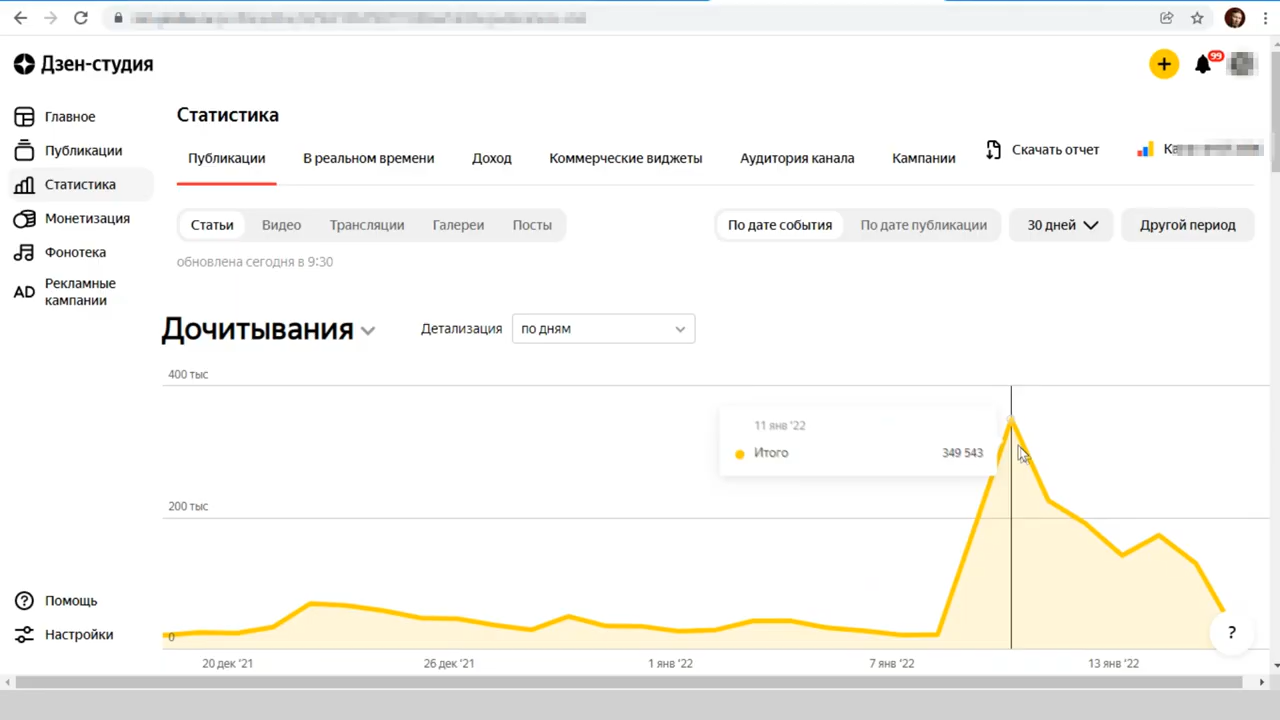 Дзен-студия
99
Главное
Публикации
Статистика
Монетизация
Фонотека
AD Рекламные
кампании
Помощь
Настройки
Статистика
Публикации В реальном времени Доход Коммерческие виджеты Аудитория канала Кампании Скачать отчет
Статьи Видео Трансляции Галереи Посты По дате события По дате публикации 30 дней Другой период
обновлена сегодня в 9:30
Дочитывания Детализация по дням
400 тыс
11 янв '22
Итого 349 543
200 тыс
0
20 дек '21 26 дек '21 1 янв '22 7 янв '22 13 янв '22
?